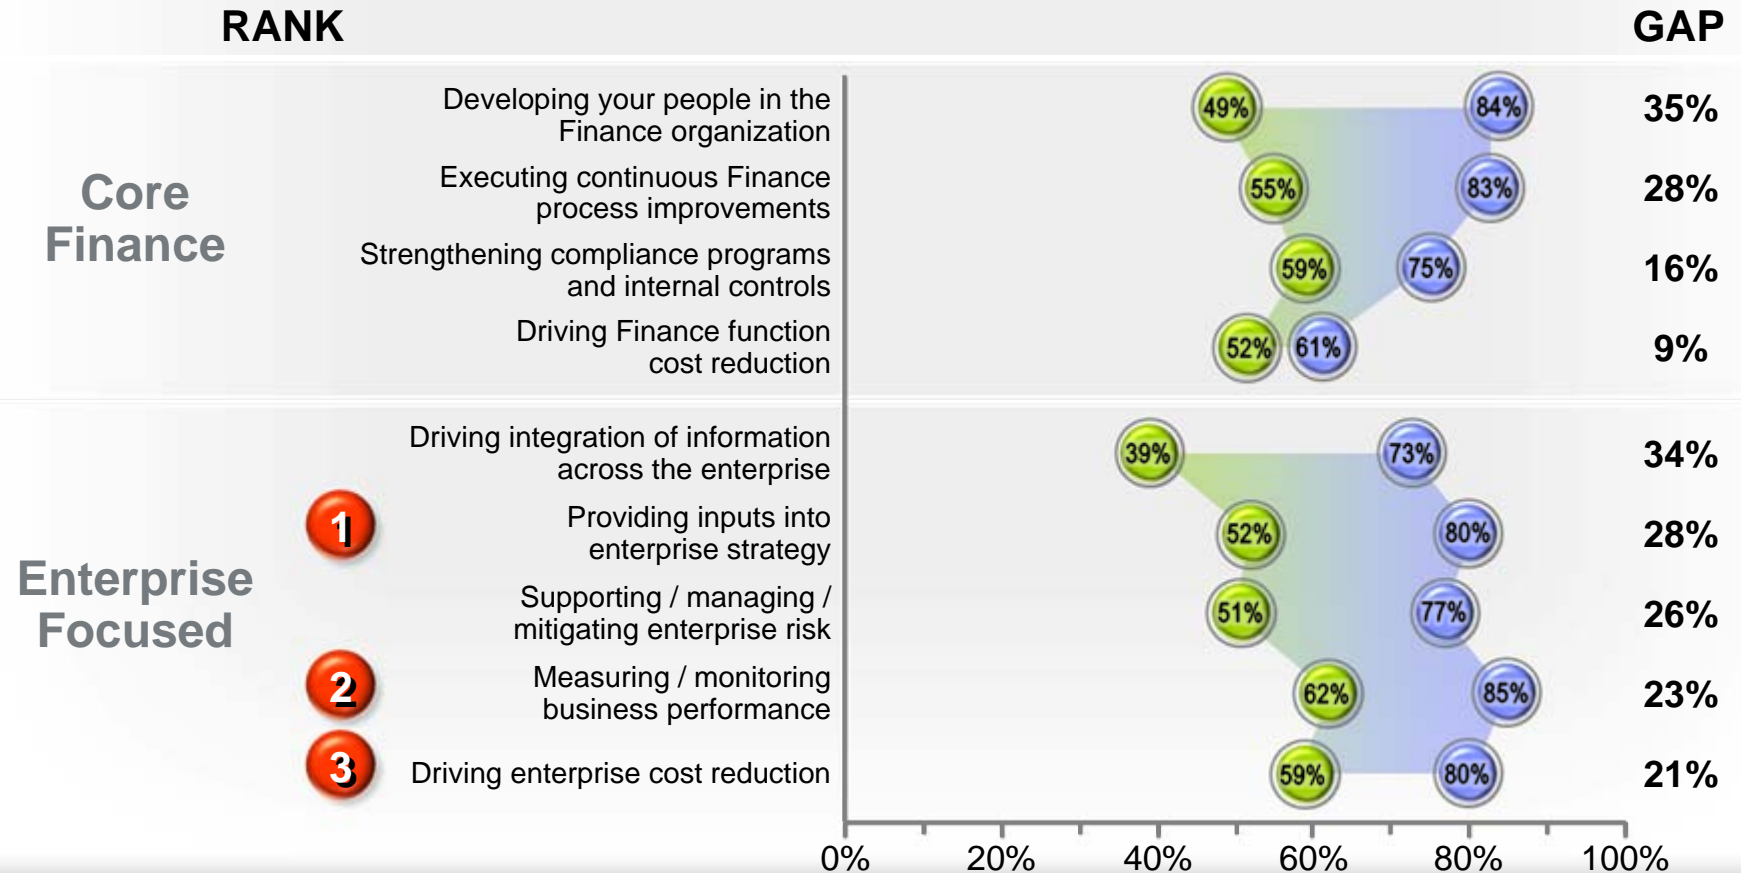 RANK
GAP
Core
Finance
Developing your people in the
Finance organization
49%
84%
35%
Executing continuous Finance
process improvements
55%
83%
28%
Strengthening compliance programs
and internal controls
59%
75%
16%
Driving Finance function
cost reduction
52%
61%
9%
Enterprise
Focused
Driving integration of information
across the enterprise
39%
73%
34%
1
Providing inputs into
enterprise strategy
52%
80%
28%
Supporting / managing /
mitigating enterprise risk
51%
77%
26%
2
Measuring / monitoring
business performance
62%
85%
23%
3
Driving enterprise cost reduction
59%
80%
21%
0% 20% 40% 60% 80% 100%